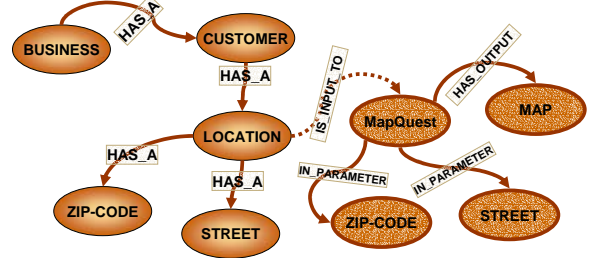 HAS_A
BUSINESS
CUSTOMER
HAS_A
IS_INPUT_TO
HAS_OUTPUT
MAP
MapQuest
LOCATION
HAS_A
HAS_A
IN_PARAMETER
IN_PARAMETER
ZIP-CODE
STREET
ZIP-CODE
STREET